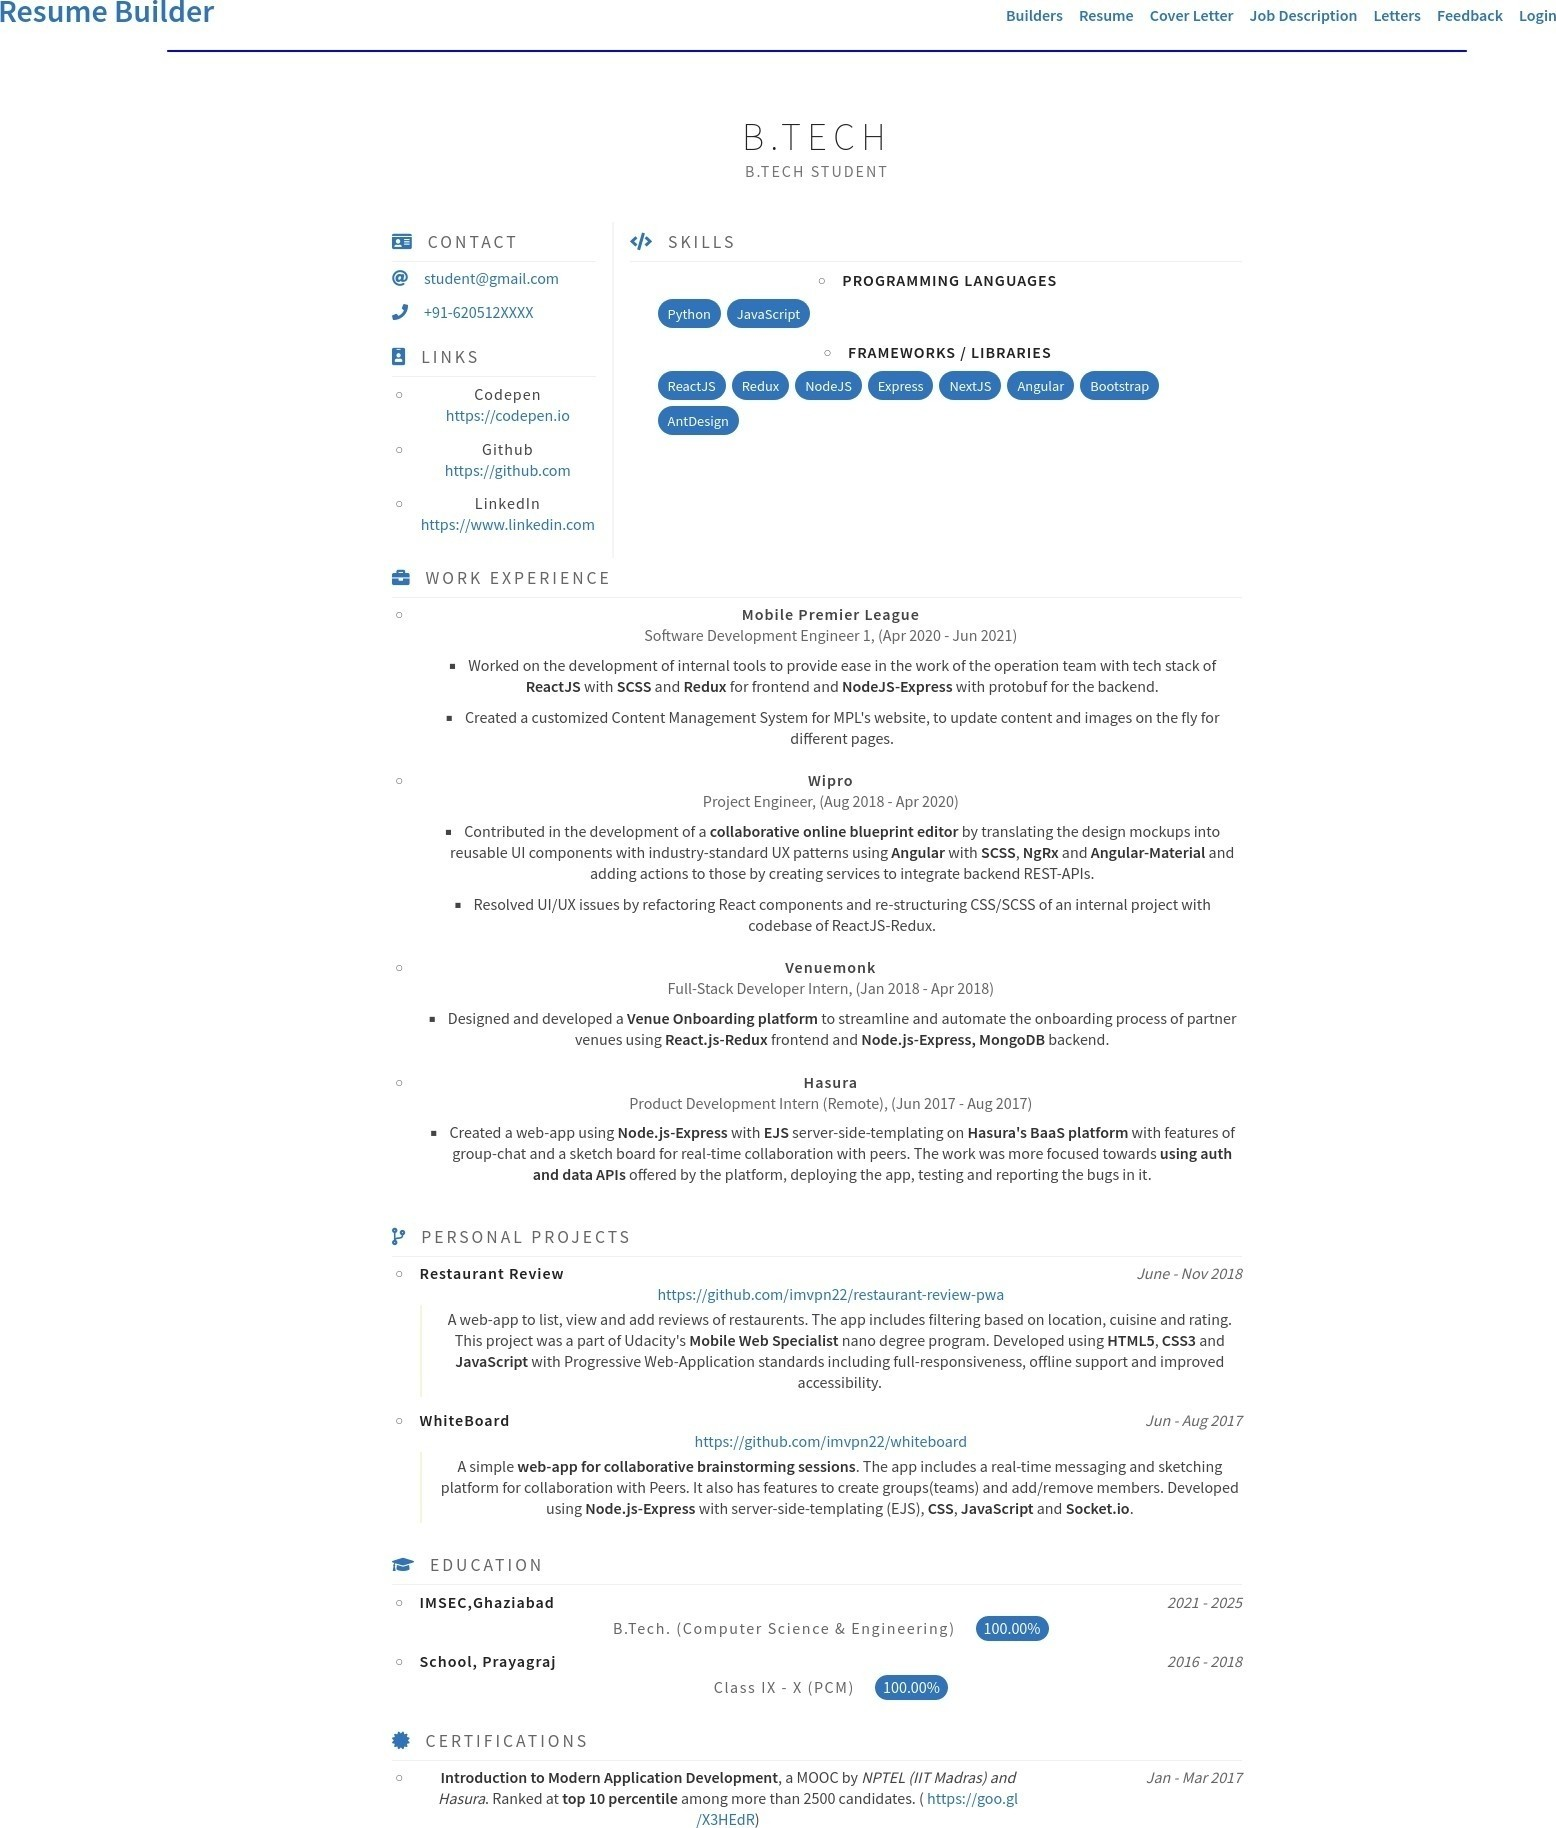 Resume Builder
Builders Resume Cover Letter Job Description Letters Feedback Login
B.TECH
B.TECH STUDENT
CONTACT
student@gmail.com
+91-620512XXXX
LINKS
Codepen
https://codepen.io
Github
https://github.com
LinkedIn
https://www.linkedin.com
SKILLS
PROGRAMMING LANGUAGES
Python JavaScript
FRAMEWORKS / LIBRARIES
ReactJS Redux NodeJS Express NextJS Angular Bootstrap
AntDesign
WORK EXPERIENCE
Mobile Premier League
Software Development Engineer 1, (Apr 2020 - Jun 2021)
Worked on the development of internal tools to provide ease in the work of the operation team with tech stack of
ReactJS with SCSS and Redux for frontend and NodeJS-Express with protobuf for the backend.
Created a customized Content Management System for MPL's website, to update content and images on the fly for
different pages.
Wipro
Project Engineer, (Aug 2018 - Apr 2020)
Contributed in the development of a collaborative online blueprint editor by translating the design mockups into
reusable UI components with industry-standard UX patterns using Angular with SCSS, NgRx and Angular-Material and
adding actions to those by creating services to integrate backend REST-APIs.
Resolved UI/UX issues by refactoring React components and re-structuring CSS/SCSS of an internal project with
codebase of ReactJS-Redux.
Venuemonk
Full-Stack Developer Intern, (Jan 2018 - Apr 2018)
Designed and developed a Venue Onboarding platform to streamline and automate the onboarding process of partner
venues using React.js-Redux frontend and Node.js-Express, MongoDB backend.
Hasura
Product Development Intern (Remote), (Jun 2017 - Aug 2017)
Created a web-app using Node.js-Express with EJS server-side-templating on Hasura's BaaS platform with features of
group-chat and a sketch board for real-time collaboration with peers. The work was more focused towards using auth
and data APIs offered by the platform, deploying the app, testing and reporting the bugs in it.
PERSONAL PROJECTS
Restaurant Review June - Nov 2018
https://github.com/imvpn22/restaurant-review-pwa
A web-app to list, view and add reviews of restaurents. The app includes filtering based on location, cuisine and rating.
This project was a part of Udacity's Mobile Web Specialist nano degree program. Developed using HTML5, CSS3 and
JavaScript with Progressive Web-Application standards including full-responsiveness, offline support and improved
accessibility.
WhiteBoard Jun - Aug 2017
https://github.com/imvpn22/whiteboard
A simple web-app for collaborative brainstorming sessions. The app includes a real-time messaging and sketching
platform for collaboration with Peers. It also has features to create groups(teams) and add/remove members. Developed
using Node.js-Express with server-side-templating (EJS), CSS, JavaScript and Socket.io.
EDUCATION
IMSEC,Ghaziabad 2021 - 2025
B.Tech. (Computer Science & Engineering) 100.00%
School, Prayagraj 2016 - 2018
Class IX - X (PCM) 100.00%
CERTIFICATIONS
Introduction to Modern Application Development, a MOOC by NPTEL (IIT Madras) and Jan - Mar 2017
Hasura. Ranked at top 10 percentile among more than 2500 candidates. ( https://goo.gl
/X3HEdR)